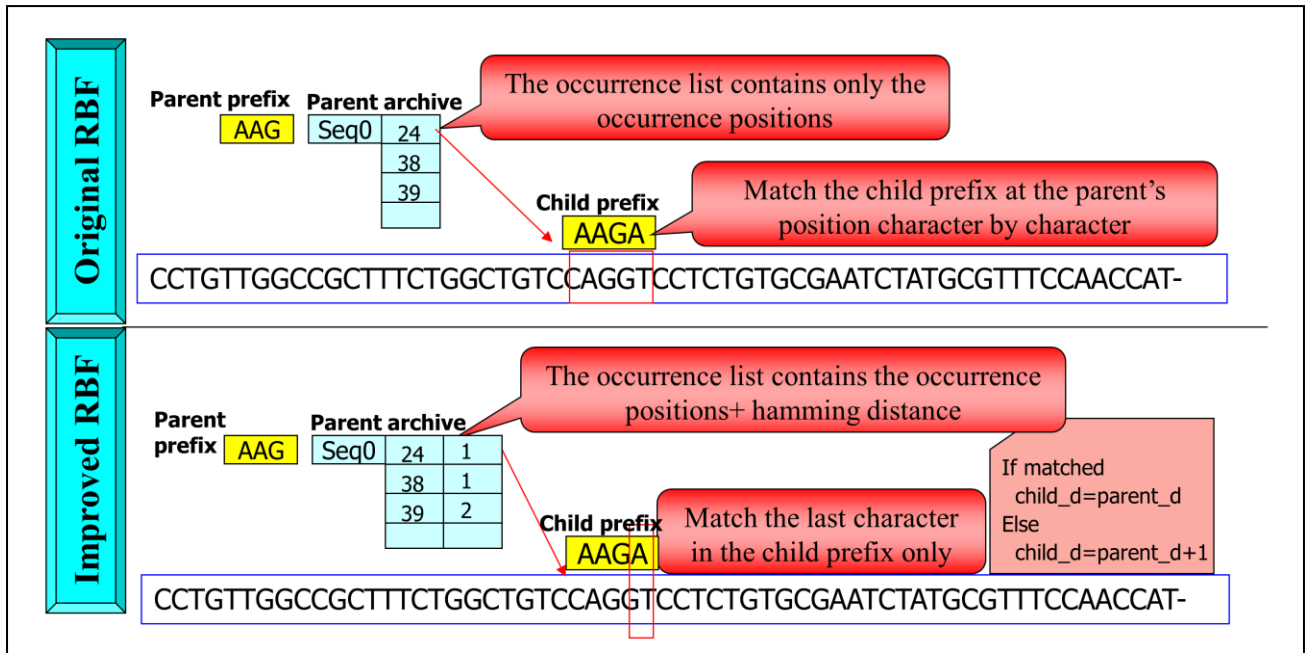 Original RBF
The occurrence list contains only the
occurrence positions
Parent prefix
Parent archive
AAG
Seq0
24
38
39
Match the child prefix at the parent's
position character by character
Child prefix
AAGA
CCTGTTGGCCGCTTTCTGGCTGTCCAGGTCCTCTGTGCGAATCTATGCGTTTCCAACCAT-
Improved RBF
The occurrence list contains the occurrence
positions+ hamming distance
Parent
prefix
Parent archive
AAG
Seq0
24 1
38 1
39 2
If matched
child_d=parent_d
Else
child_d=parent_d+1
Child prefix
AAGA
Match the last character
in the child prefix only
CCTGTTGGCCGCTTTCTGGCTGTCCAGGTCCTCTGTGCGAATCTATGCGTTTCCAACCAT-